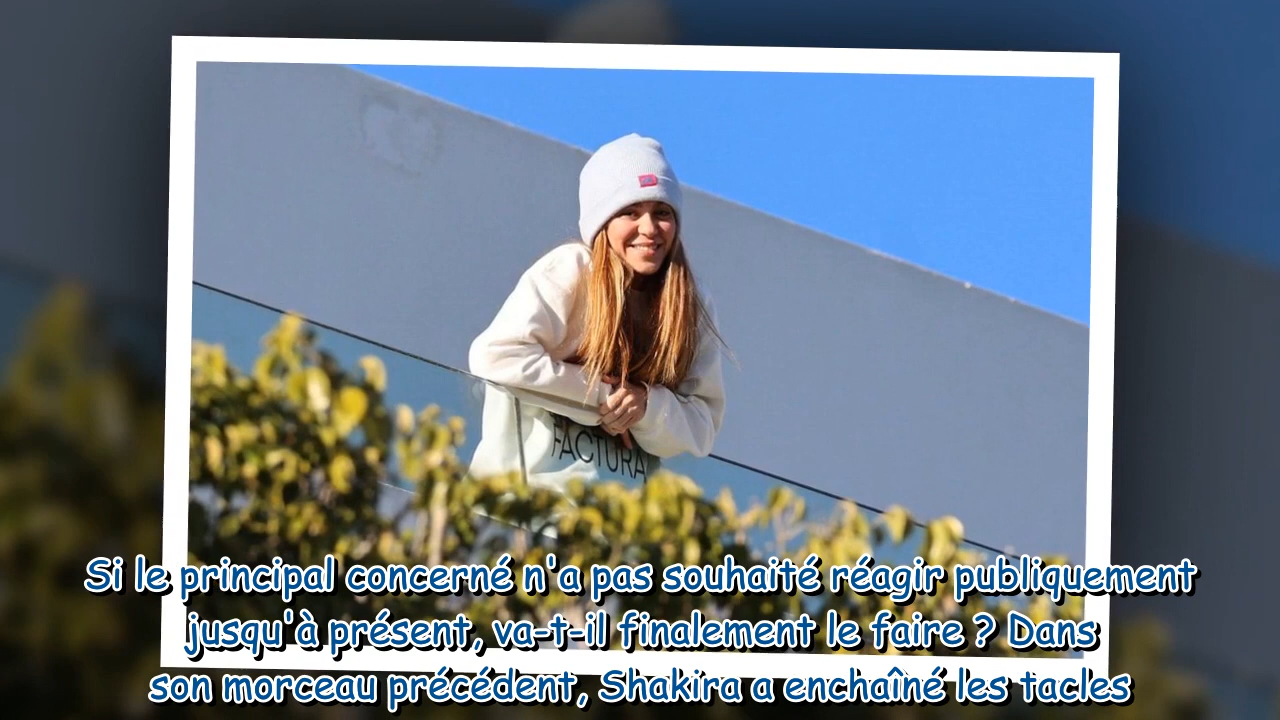 FACTURA
Si le principal concerné n'a pas souhaité réagir publiquement
jusqu'à présent, va-t-il finalement le faire ? Dans
son morceau précédent, Shakira a enchaîné les tacles